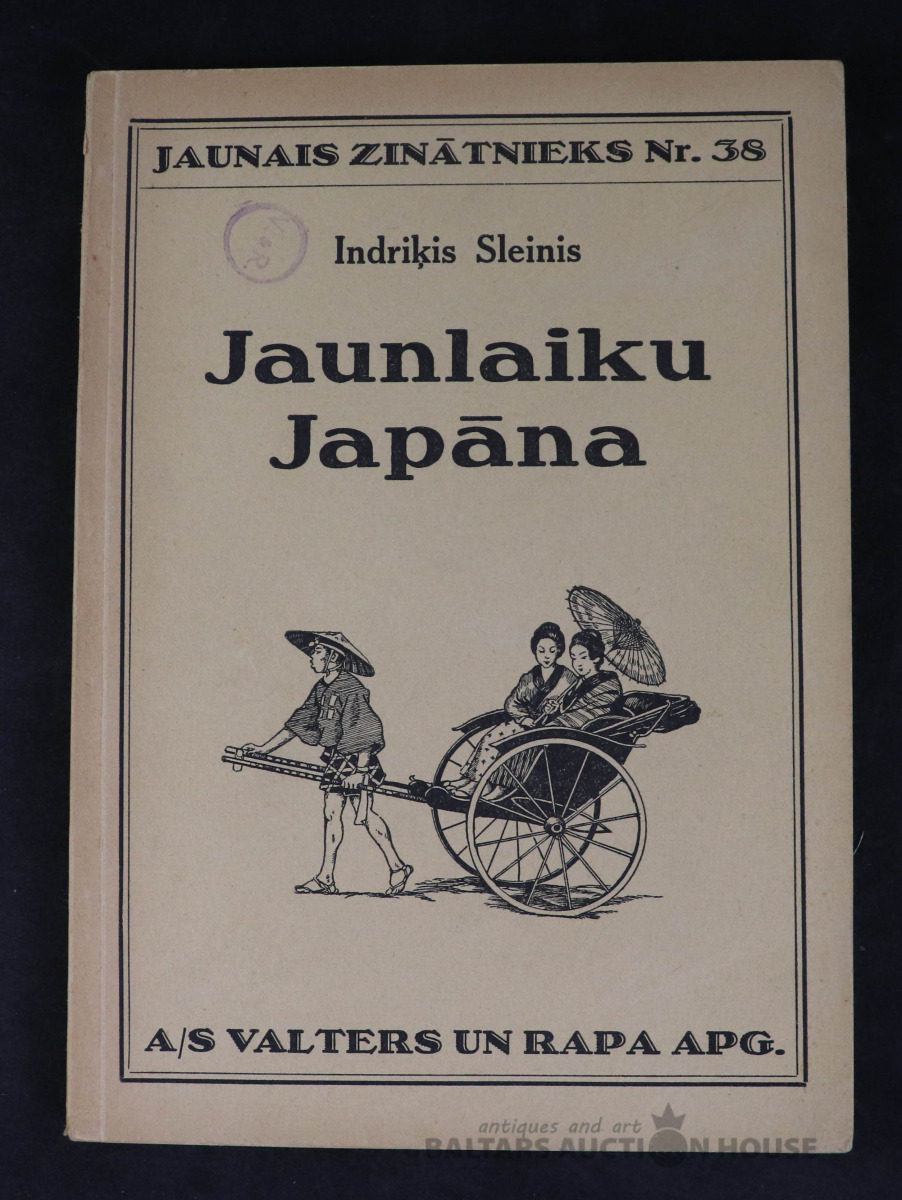 JAUNAIS ZINĀTNIEKS Nr. 38
Indriķis Sleinis
Jaunlaiku
Japāna
A/S VALTERS UN RAPA APG.
antiques and art
BALTARS AUCTION HOUSE